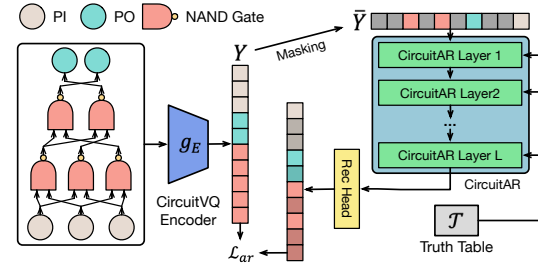 PI
PO
NAND Gate
Y
Masking
Ȳ
CircuitAR Layer 1
CircuitAR Layer2
...
CircuitAR Layer L
CircuitAR
g_E
CircuitVQ
Encoder
Rec Head
𝒯
Truth Table
ℒ_ar